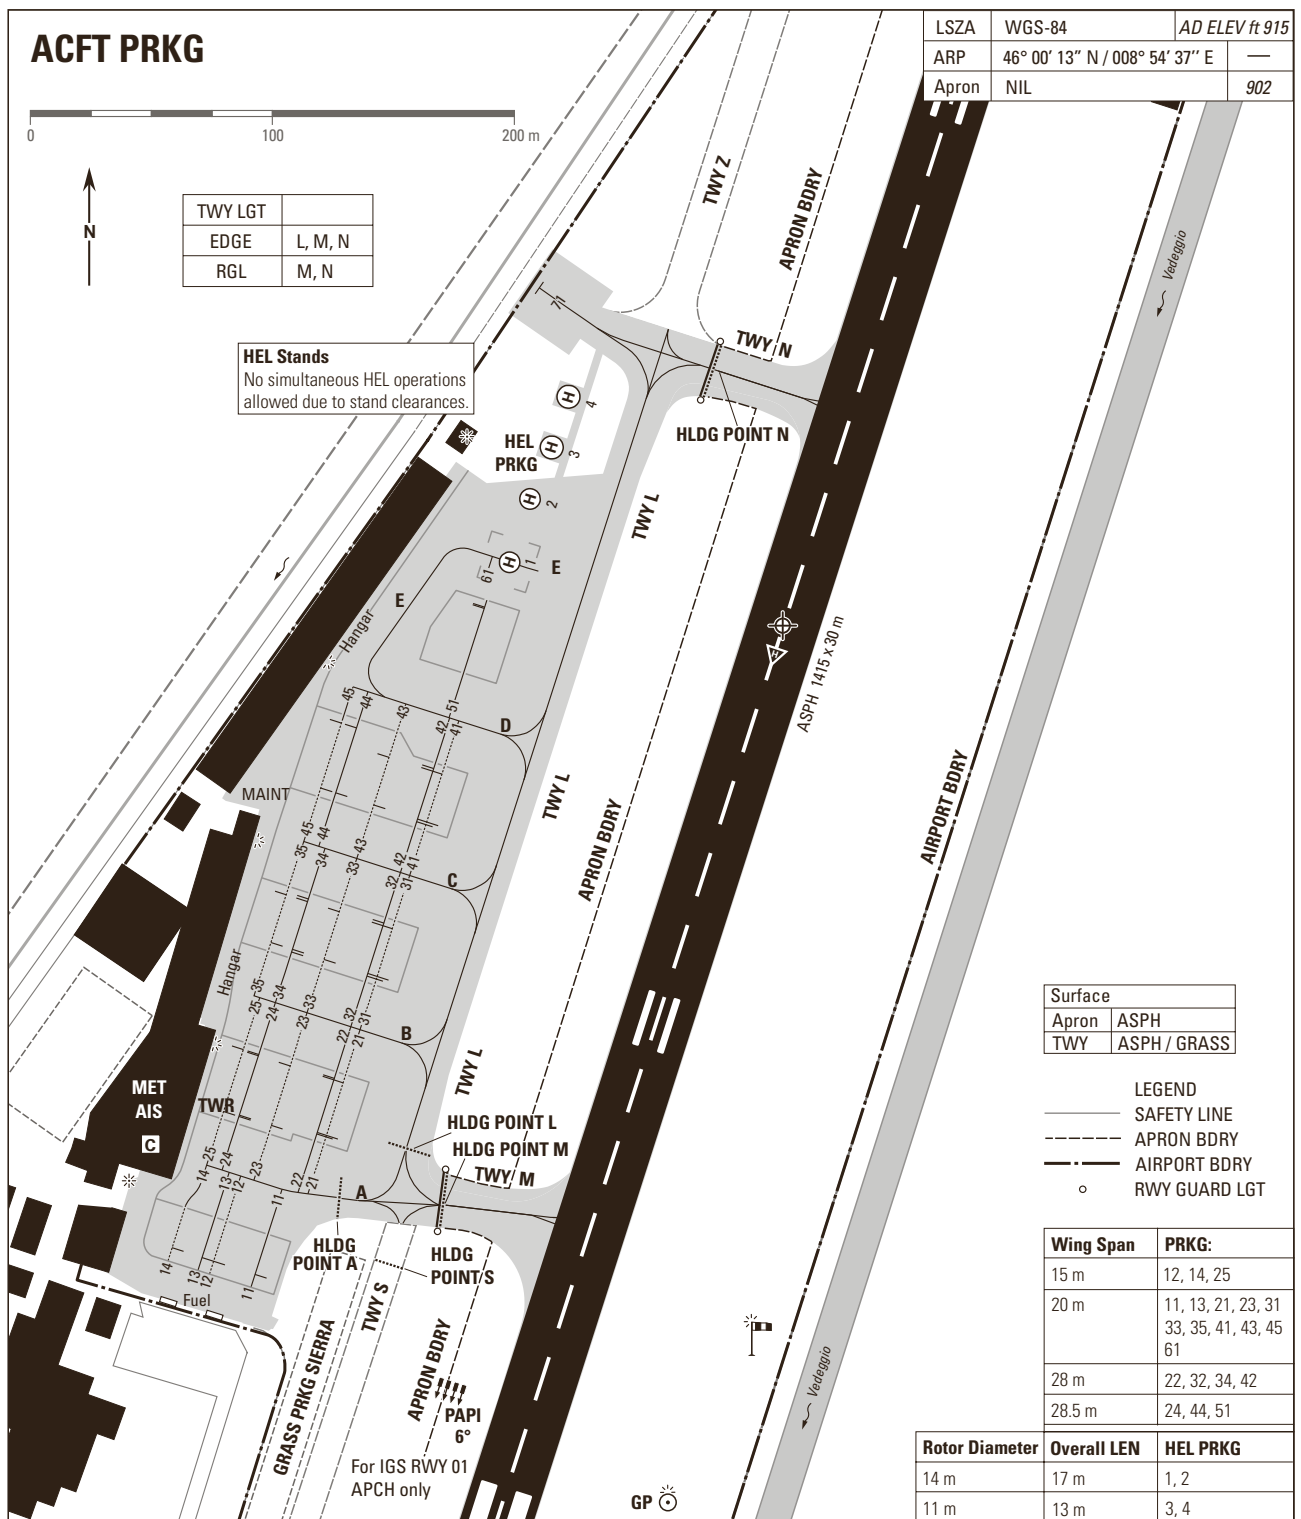 ACFT PRKG
0 100 200 m
N
TWY LGT
EDGE L, M, N
RGL M, N
LSZA WGS-84 AD ELEV ft 915
ARP 46° 00′ 13″ N / 008° 54′ 37″ E —
Apron NIL 902
HEL Stands
No simultaneous HEL operations
allowed due to stand clearances.
TWY Z
APRON BDRY
Vedeggio
71
TWY N
HLDG POINT N
H
4
H
3
HEL
PRKG
H
2
H
1
61
E
E
TWY L
Hangar
45
44
43
42
51
41
D
H
ASPH 1415 x 30 m
MAINT
TWY L
APRON BDRY
AIRPORT BDRY
45
44
43
42
41
35
34
33
32
31
C
Hangar
35
34
33
32
31
25
24
23
22
21
B
TWY L
MET
AIS
C
TWR
HLDG POINT L
HLDG POINT M
TWY M
25
24
23
22
21
14
13
12
11
A
HLDG
POINT A
HLDG
POINT S
14
13
12
11
Fuel
GRASS PRKG SIERRA
TWY S
APRON BDRY
PAPI
6°
For IGS RWY 01
APCH only
GP
Vedeggio
Surface
Apron ASPH
TWY ASPH / GRASS
LEGEND
SAFETY LINE
APRON BDRY
AIRPORT BDRY
RWY GUARD LGT
Wing Span PRKG:
15 m 12, 14, 25
20 m 11, 13, 21, 23, 31
33, 35, 41, 43, 45
61
28 m 22, 32, 34, 42
28.5 m 24, 44, 51
Rotor Diameter Overall LEN HEL PRKG
14 m 17 m 1, 2
11 m 13 m 3, 4